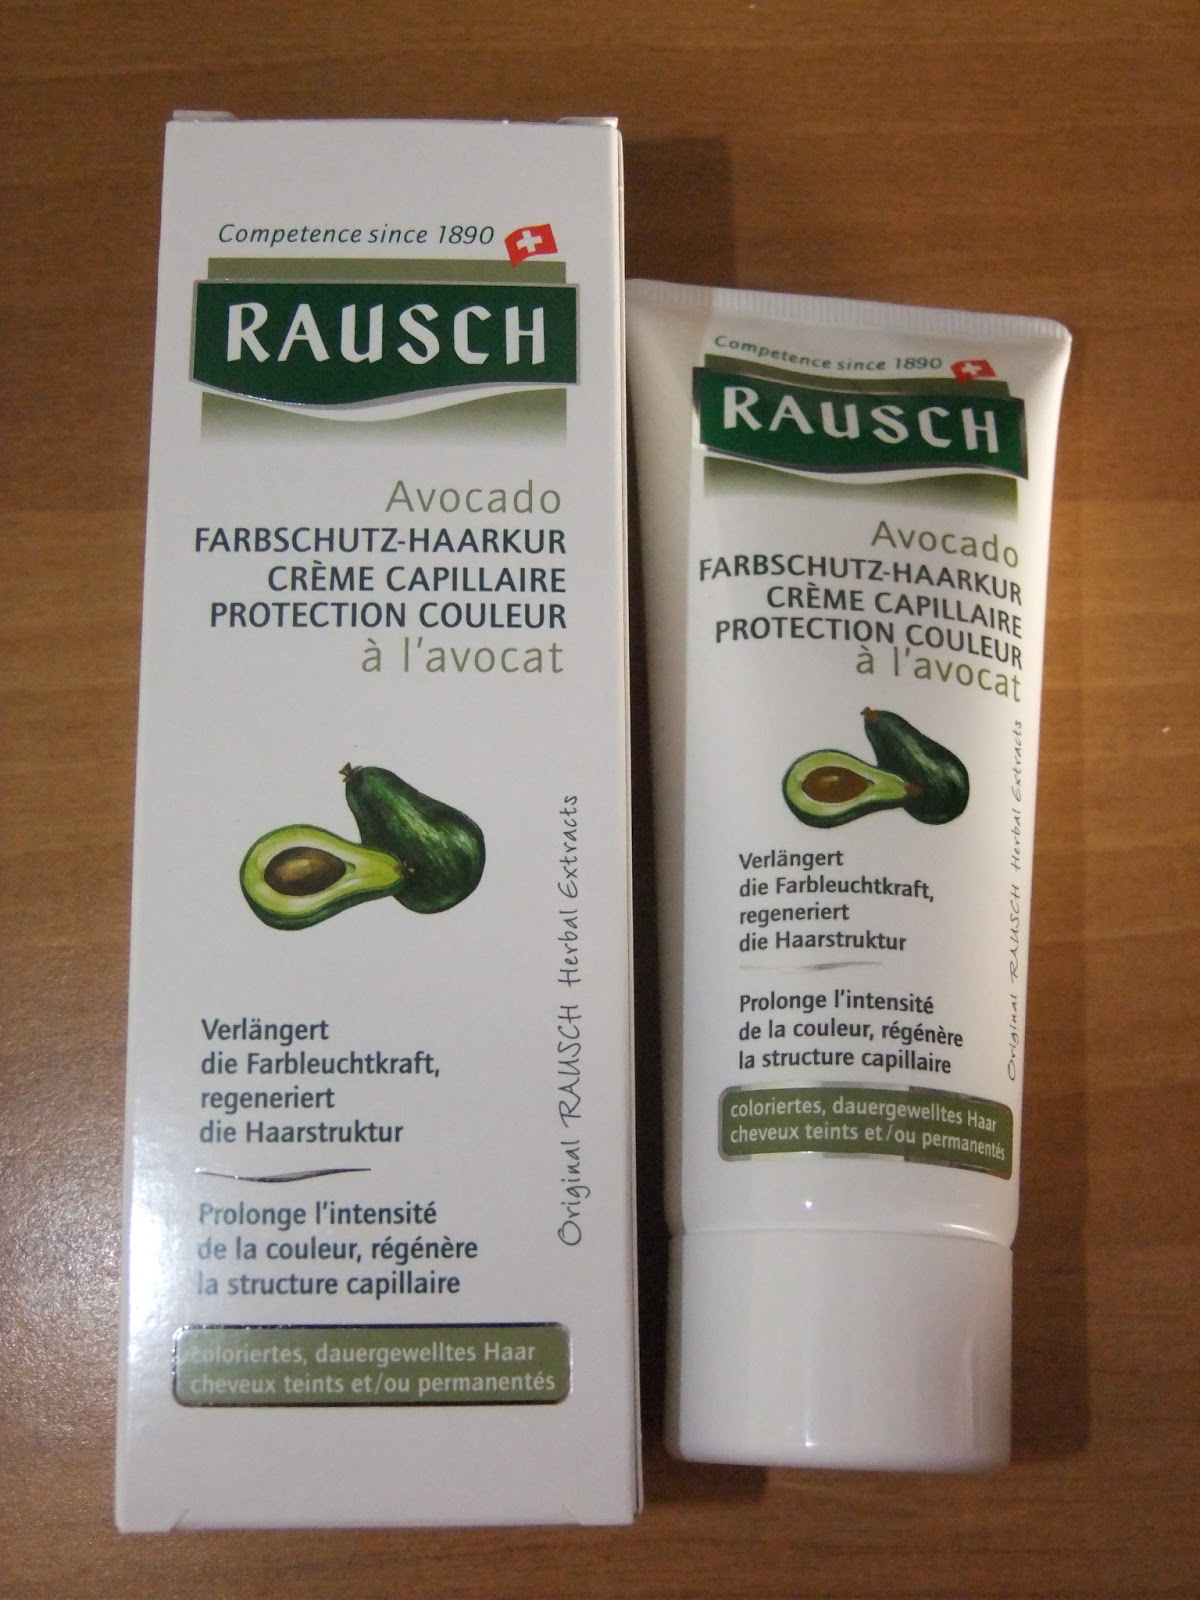 Competence since 1890
RAUSCH
Avocado
FARBSCHUTZ-HAARKUR
CRÈME CAPILLAIRE
PROTECTION COULEUR
à l'avocat
Original RAUSCH Herbal Extracts
Verlängert
die Farbleuchtkraft,
regeneriert
die Haarstruktur
Prolonge l'intensité
de la couleur, régénère
la structure capillaire
coloriertes, dauergewelltes Haar
cheveux teints et/ou permanentés
Competence since 1890
RAUSCH
Avocado
FARBSCHUTZ-HAARKUR
CRÈME CAPILLAIRE
PROTECTION COULEUR
à l'avocat
Original RAUSCH Herbal Extracts
Verlängert
die Farbleuchtkraft,
regeneriert
die Haarstruktur
Prolonge l'intensité
de la couleur, régénère
la structure capillaire
coloriertes, dauergewelltes Haar
cheveux teints et/ou permanentés